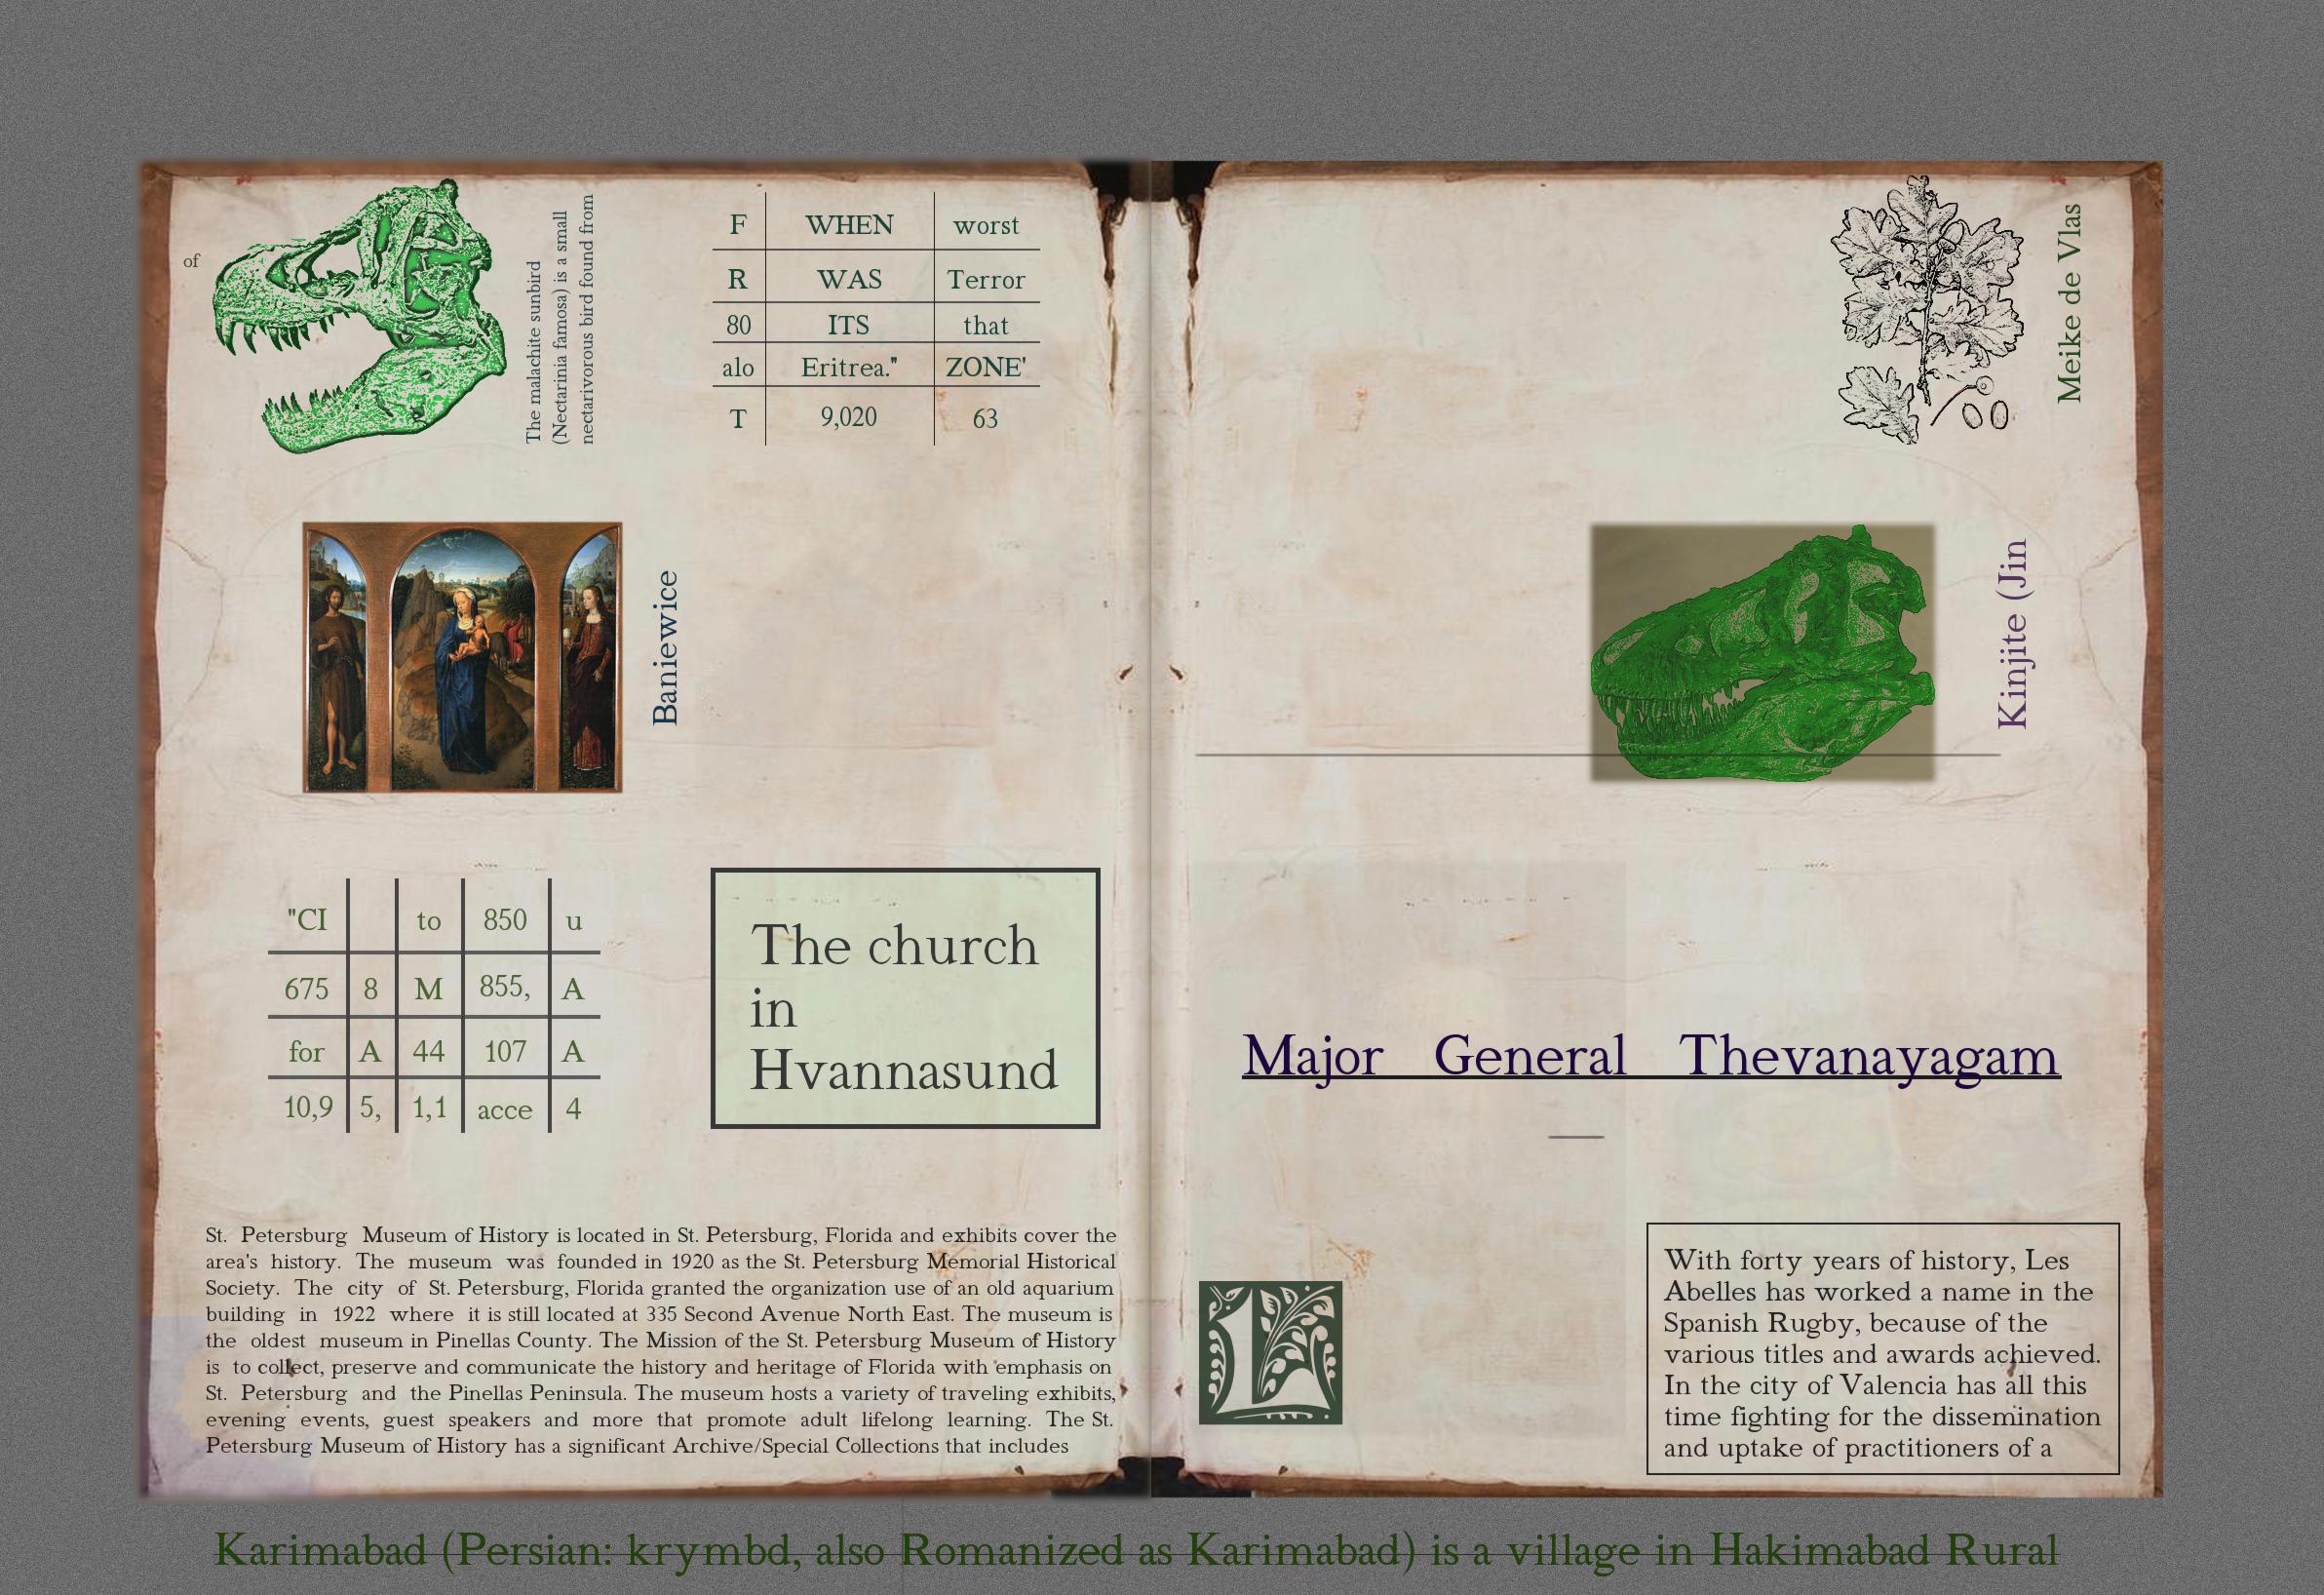 of
The malachite sunbird
(Nectarinia famosa) is a small
nectarivorous bird found from
F WHEN worst
R WAS Terror
80 ITS that
alo Eritrea." ZONE'
T 9,020 63
Baniewice
"CI to 850 u
675 8 M 855, A
for A 44 107 A
10,9 5, 1,1 acce 4
The church
in
Hvannasund
St. Petersburg Museum of History is located in St. Petersburg, Florida and exhibits cover the
area's history. The museum was founded in 1920 as the St. Petersburg Memorial Historical
Society. The city of St. Petersburg, Florida granted the organization use of an old aquarium
building in 1922 where it is still located at 335 Second Avenue North East. The museum is
the oldest museum in Pinellas County. The Mission of the St. Petersburg Museum of History
is to collect, preserve and communicate the history and heritage of Florida with emphasis on
St. Petersburg and the Pinellas Peninsula. The museum hosts a variety of traveling exhibits,
evening events, guest speakers and more that promote adult lifelong learning. The St.
Petersburg Museum of History has a significant Archive/Special Collections that includes
Meike de Vlas
Kinjite (Jin
Major General Thevanayagam
With forty years of history, Les
Abelles has worked a name in the
Spanish Rugby, because of the
various titles and awards achieved.
In the city of Valencia has all this
time fighting for the dissemination
and uptake of practitioners of a
Karimabad (Persian: krymbd, also Romanized as Karimabad) is a village in Hakimabad Rural